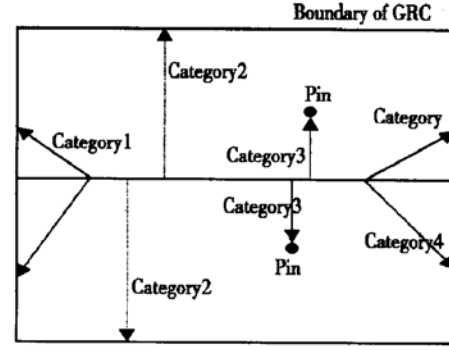 Boundary of GRC
Category2
Pin
Category
Category1
Category3
Category3
Category4
Pin
Category2